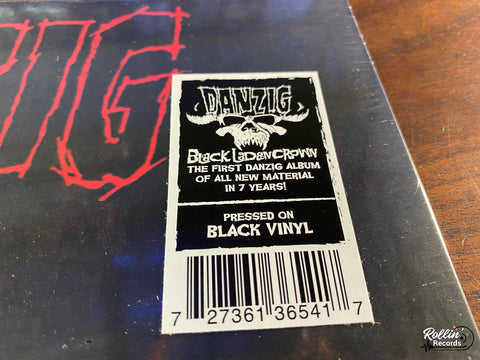 ZIG
DANZIG
Black Laden Crown
THE FIRST DANZIG ALBUM
OF ALL NEW MATERIAL
IN 7 YEARS!
PRESSED ON
BLACK VINYL
7 27361 36541 7
Rollin
Records